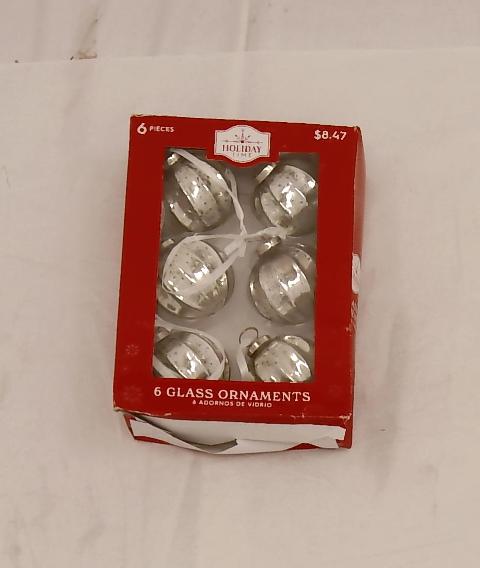 6 PIECES
$8.47
HOLIDAY
TIME
6 GLASS ORNAMENTS
6 ADORNOS DE VIDRIO